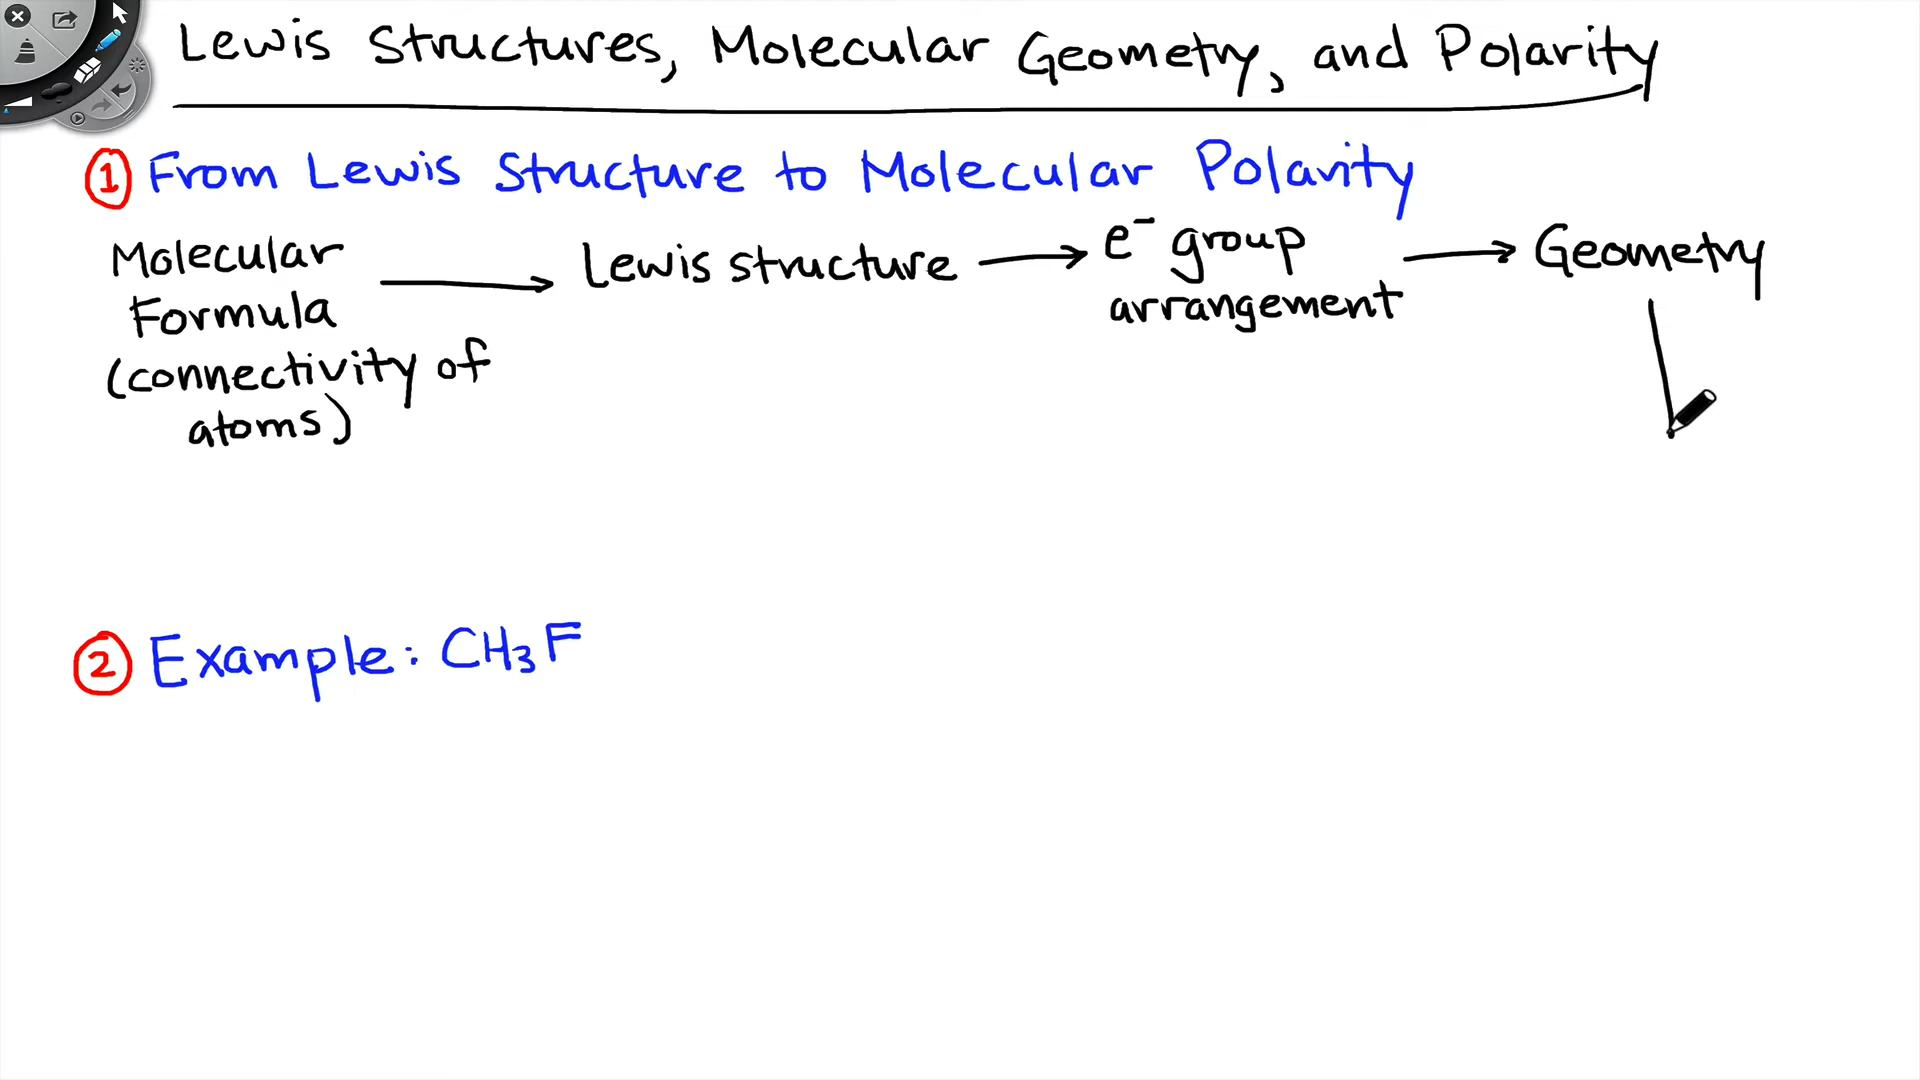 Lewis Structures, Molecular Geometry, and Polarity
① From Lewis Structure to Molecular Polarity
Molecular
Formula
(connectivity of
atoms)
Lewis structure
e⁻ group
arrangement
Geometry
② Example: CH₃F